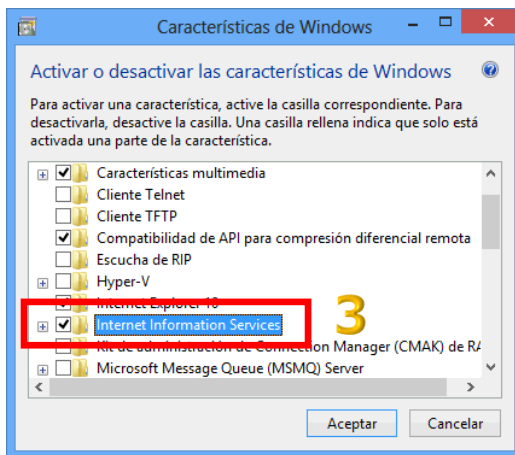 Características de Windows
Activar o desactivar las características de Windows
Para activar una característica, active la casilla correspondiente. Para
desactivarla, desactive la casilla. Una casilla rellena indica que solo está
activada una parte de la característica.
Características multimedia
Cliente Telnet
Cliente TFTP
Compatibilidad de API para compresión diferencial remota
Escucha de RIP
Hyper-V
Internet Explorer 10
Internet Information Services
3
Kit de administración de Connection Manager (CMAK) de RA
Microsoft Message Queue (MSMQ) Server
Aceptar
Cancelar